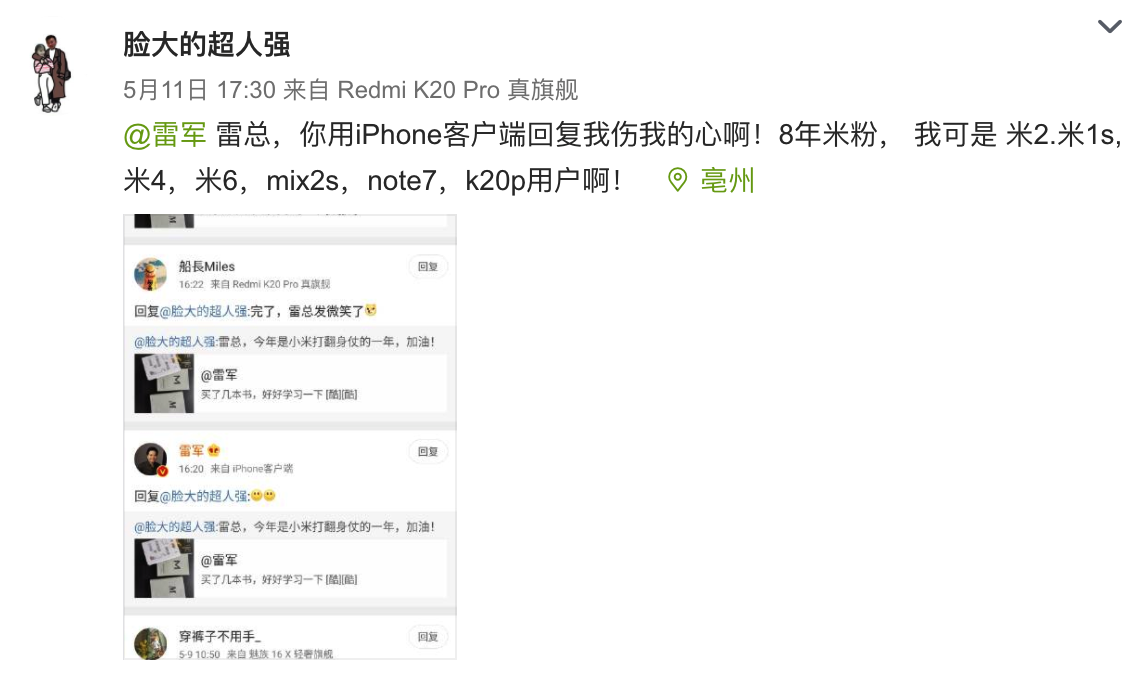 脸大的超人强
5月11日 17:30 来自 Redmi K20 Pro 真旗舰
@雷军 雷总，你用iPhone客户端回复我伤我的心啊！8年米粉， 我可是 米2.米1s,
米4，米6，mix2s，note7，k20p用户啊！ 亳州
船長Miles
回复
16:22 来自 Redmi K20 Pro 真旗舰
回复@脸大的超人强:完了，雷总发微笑了
@脸大的超人强:雷总，今年是小米打翻身仗的一年，加油！
@雷军
买了几本书，好好学习一下 [酷][酷]
雷军
回复
16:20 来自 iPhone客户端
回复@脸大的超人强:
@脸大的超人强:雷总，今年是小米打翻身仗的一年，加油！
@雷军
买了几本书，好好学习一下 [酷][酷]
穿裤子不用手_
回复
5-9 10:50 来自 魅族 16 X 轻奢旗舰